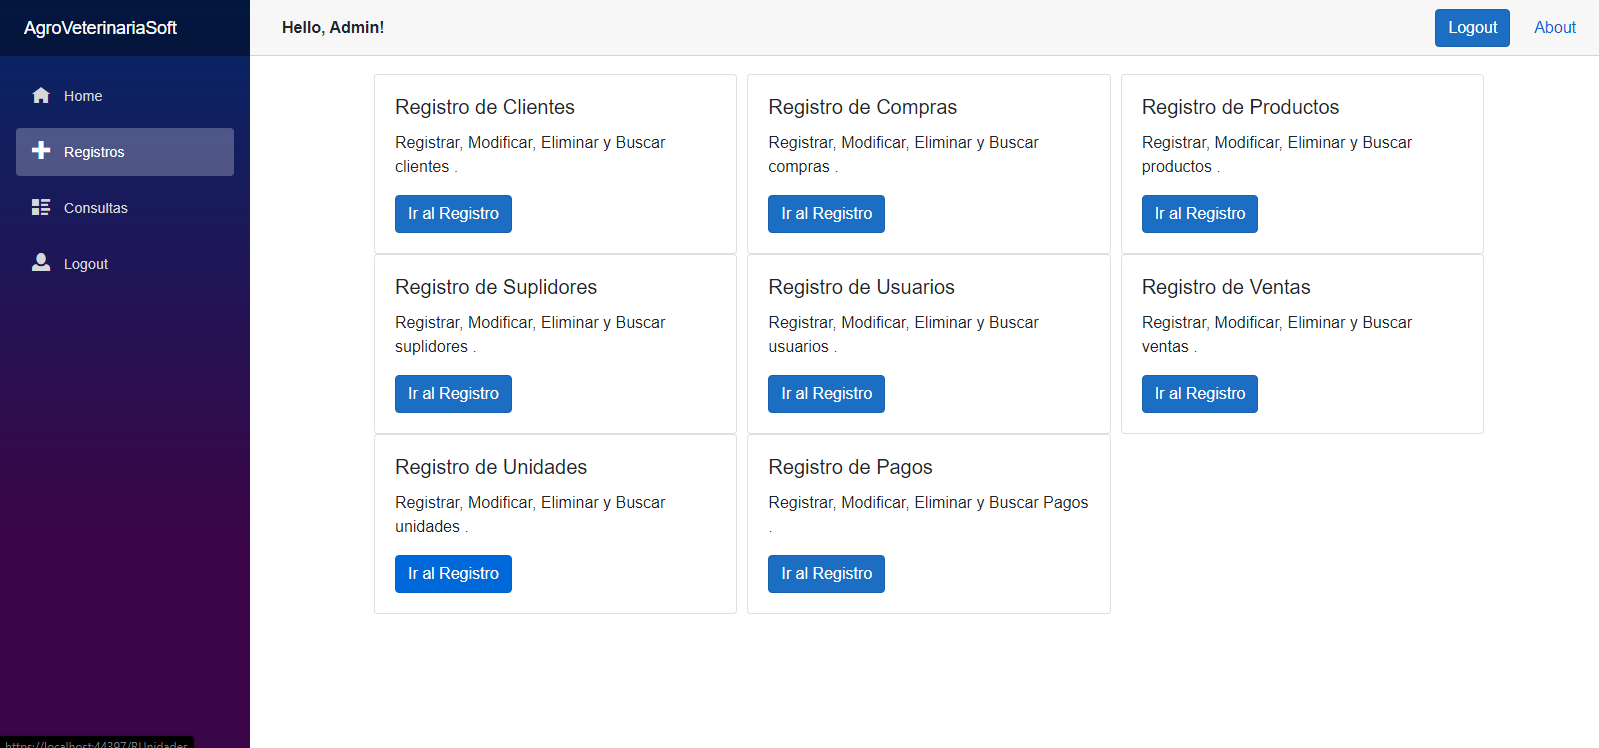 AgroVeterinariaSoft
Hello, Admin!
Logout
About
Home
Registros
Consultas
Logout
Registro de Clientes
Registrar, Modificar, Eliminar y Buscar
clientes .
Ir al Registro
Registro de Compras
Registrar, Modificar, Eliminar y Buscar
compras .
Ir al Registro
Registro de Productos
Registrar, Modificar, Eliminar y Buscar
productos .
Ir al Registro
Registro de Suplidores
Registrar, Modificar, Eliminar y Buscar
suplidores .
Ir al Registro
Registro de Usuarios
Registrar, Modificar, Eliminar y Buscar
usuarios .
Ir al Registro
Registro de Ventas
Registrar, Modificar, Eliminar y Buscar
ventas .
Ir al Registro
Registro de Unidades
Registrar, Modificar, Eliminar y Buscar
unidades .
Ir al Registro
Registro de Pagos
Registrar, Modificar, Eliminar y Buscar Pagos
.
Ir al Registro
https://localhost:44397/RUnidades